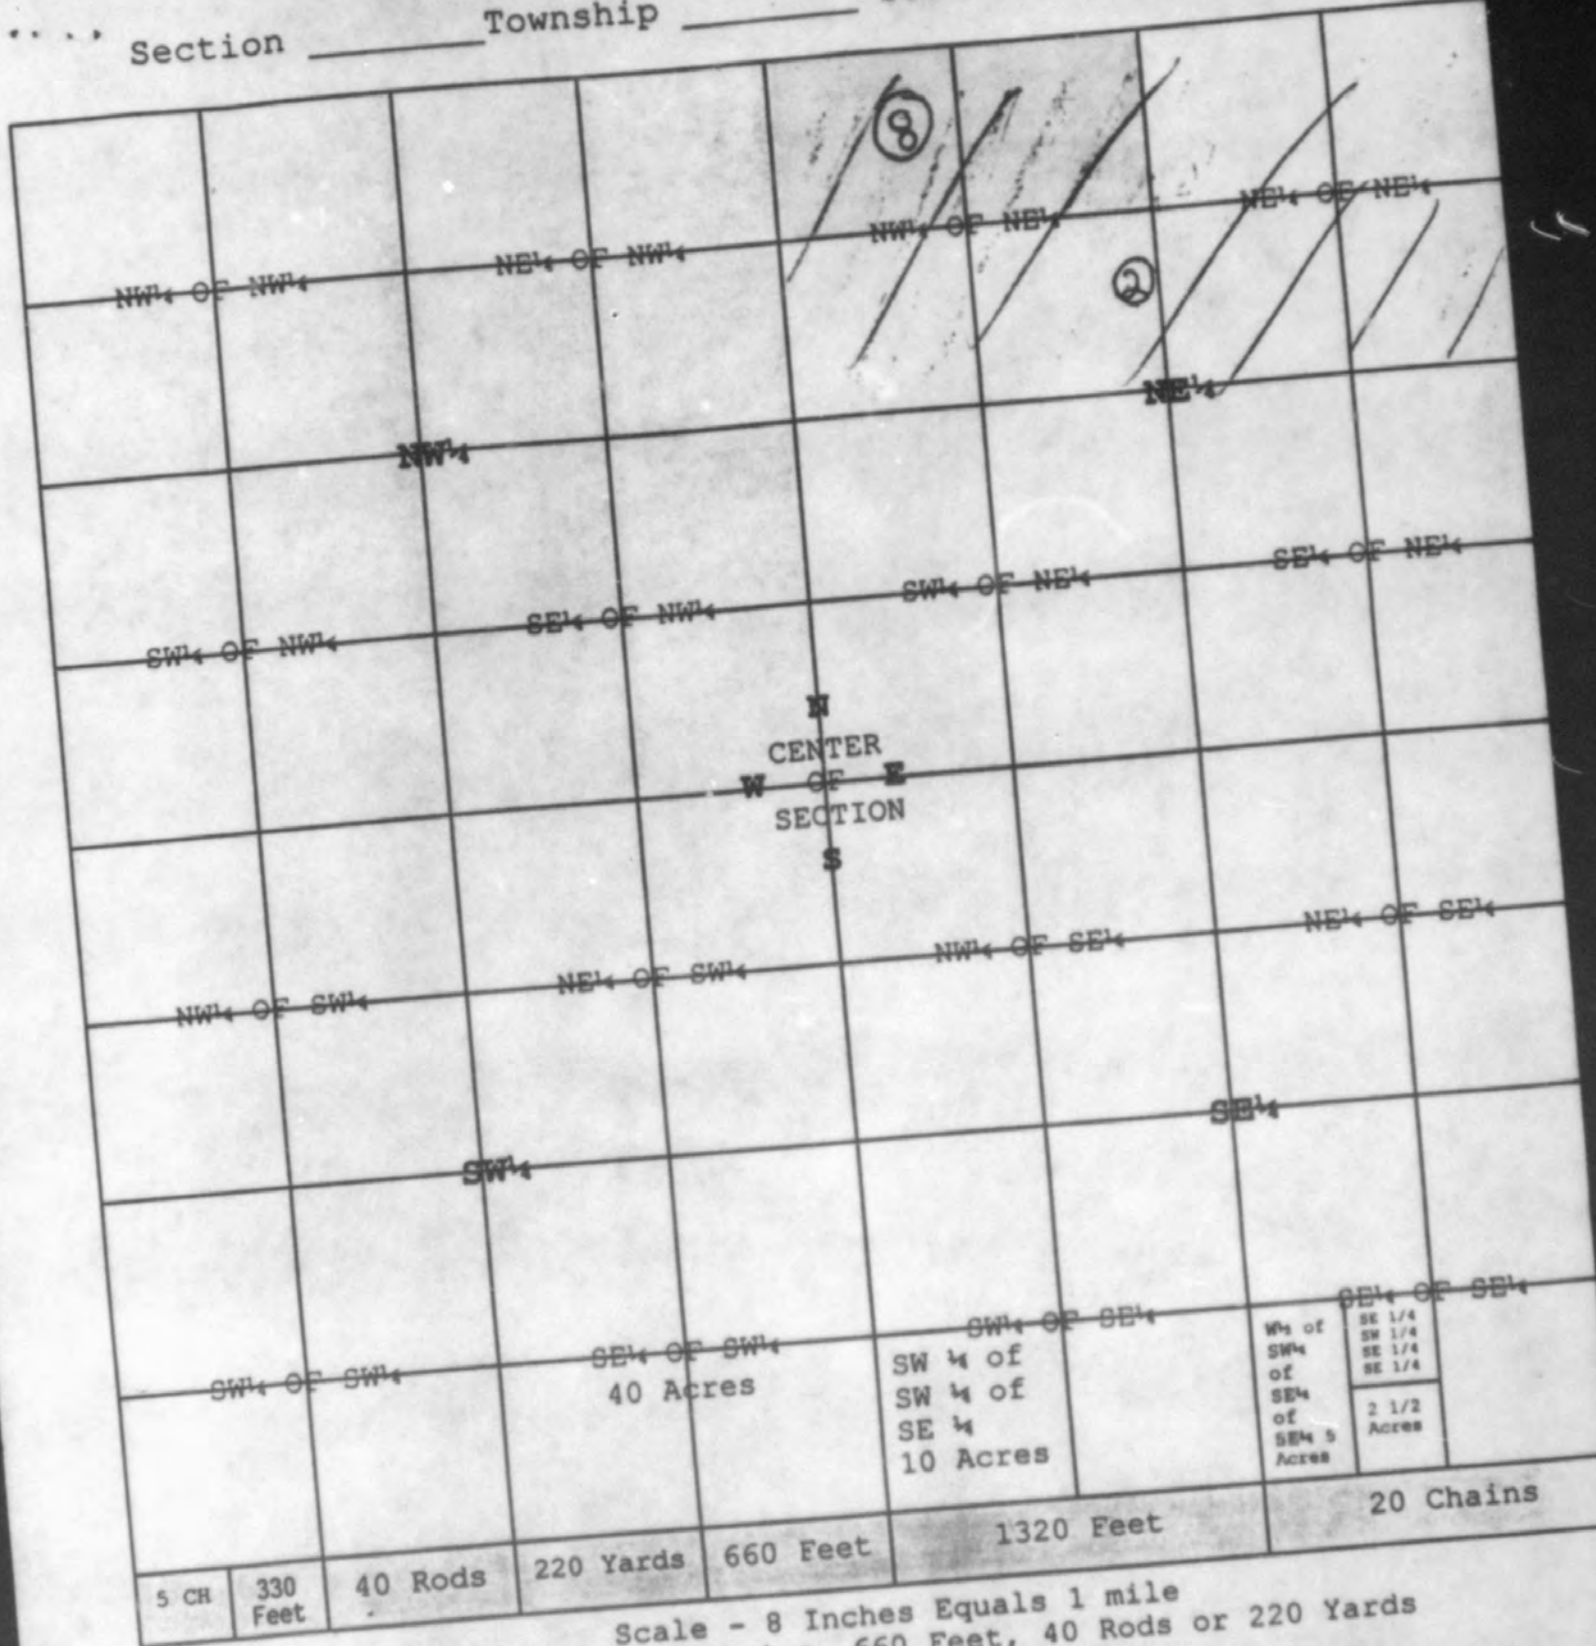 Section ________ Township ________
8
NW¼ OF NW¼ NE¼ OF NW¼ NW¼ OF NE¼ NE¼ OF NE¼
2
NW¼ NE¼
SW¼ OF NW¼ SE¼ OF NW¼ SW¼ OF NE¼ SE¼ OF NE¼
N
CENTER
W OF E
SECTION
S
NW¼ OF SW¼ NE¼ OF SW¼ NW¼ OF SE¼ NE¼ OF SE¼
SW¼ SE¼
SW¼ OF SW¼ SE¼ OF SW¼ SW¼ OF SE¼ SE¼ OF SE¼
40 Acres
SW ¼ of
SW ¼ of
SE ¼
10 Acres
W½ of
SW¼
of
SE¼
of
SE¼ 5
Acres
SE 1/4
SW 1/4
SE 1/4
SE 1/4
2 1/2
Acres
5 CH
330
Feet
40 Rods
220 Yards
660 Feet
1320 Feet
20 Chains
Scale - 8 Inches Equals 1 mile
660 Feet, 40 Rods or 220 Yards